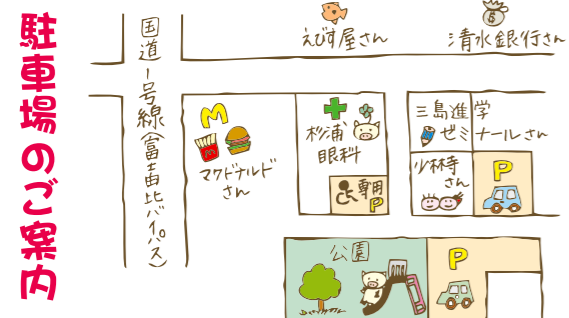 駐車場のご案内
国道一号線(富士由比バイパス)
えびす屋さん
清水銀行さん
M
マクドナルド
さん
杉浦
眼科
専用
P
三島進学
ゼミナールさん
少林寺
さん
P
公園
P